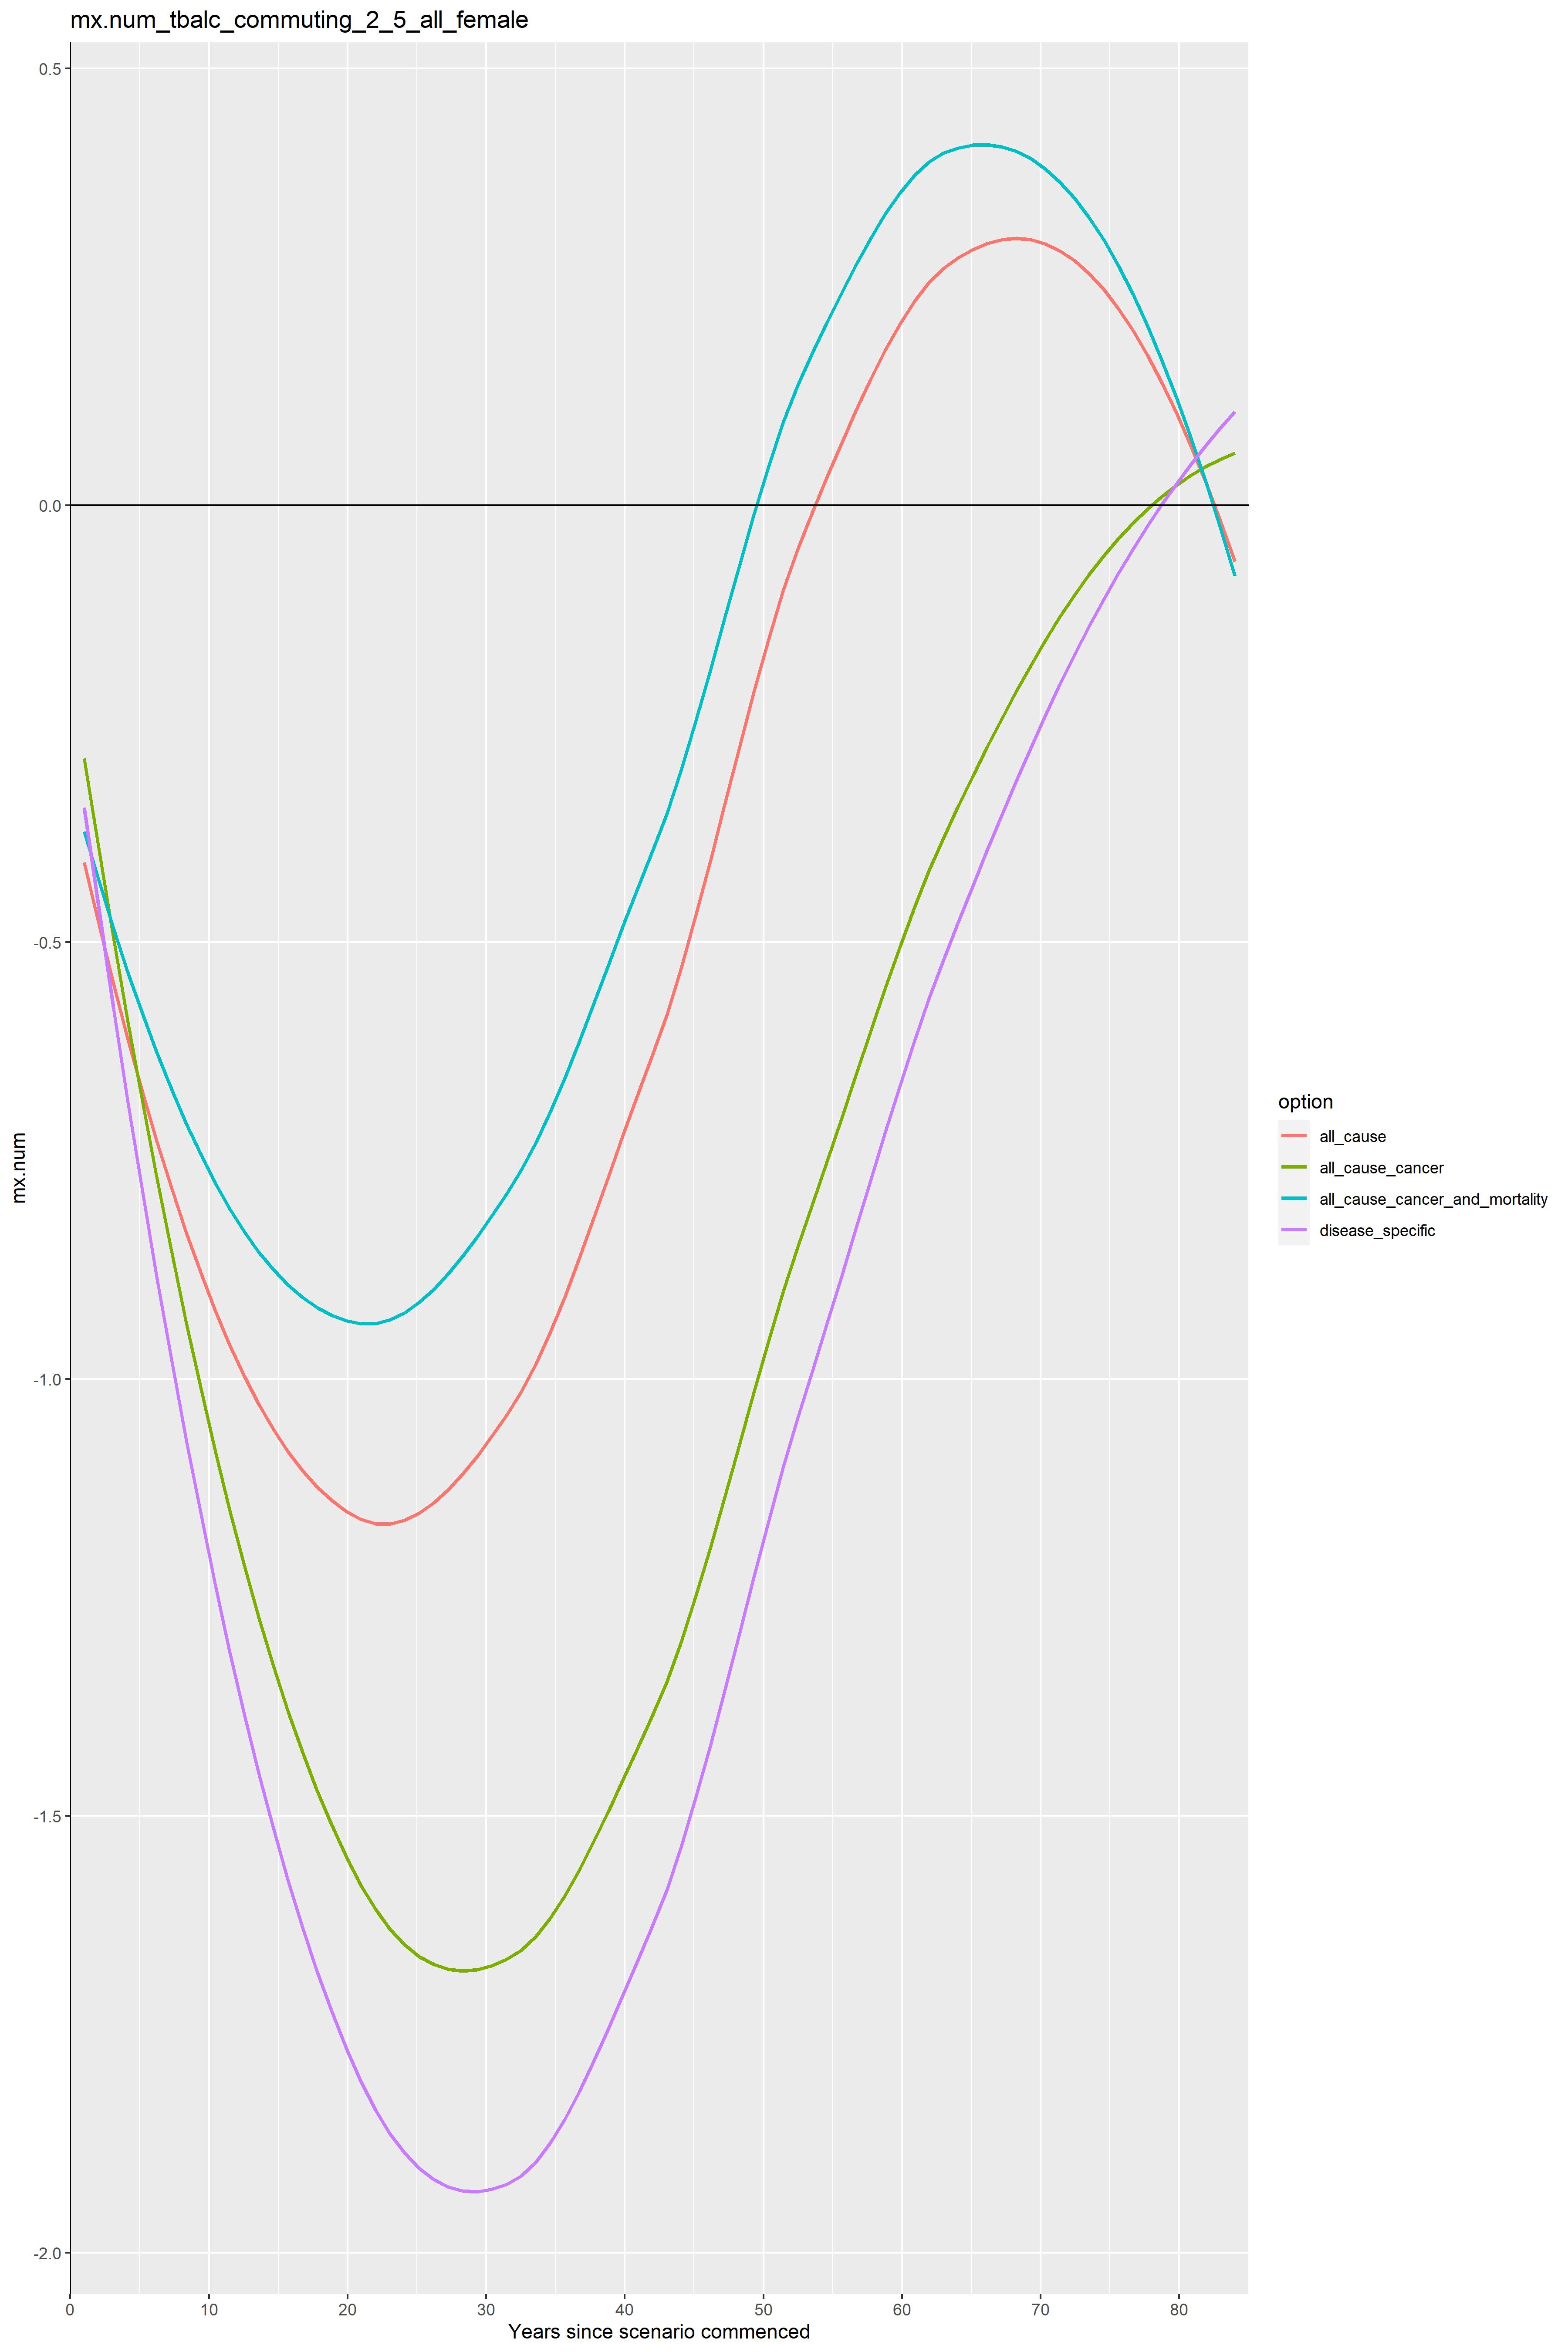 mx.num_tbalc_commuting_2_5_all_female
0.5
0.0
-0.5
-1.0
-1.5
-2.0
mx.num
0 10 20 30 40 50 60 70 80
Years since scenario commenced
option
all_cause
all_cause_cancer
all_cause_cancer_and_mortality
disease_specific